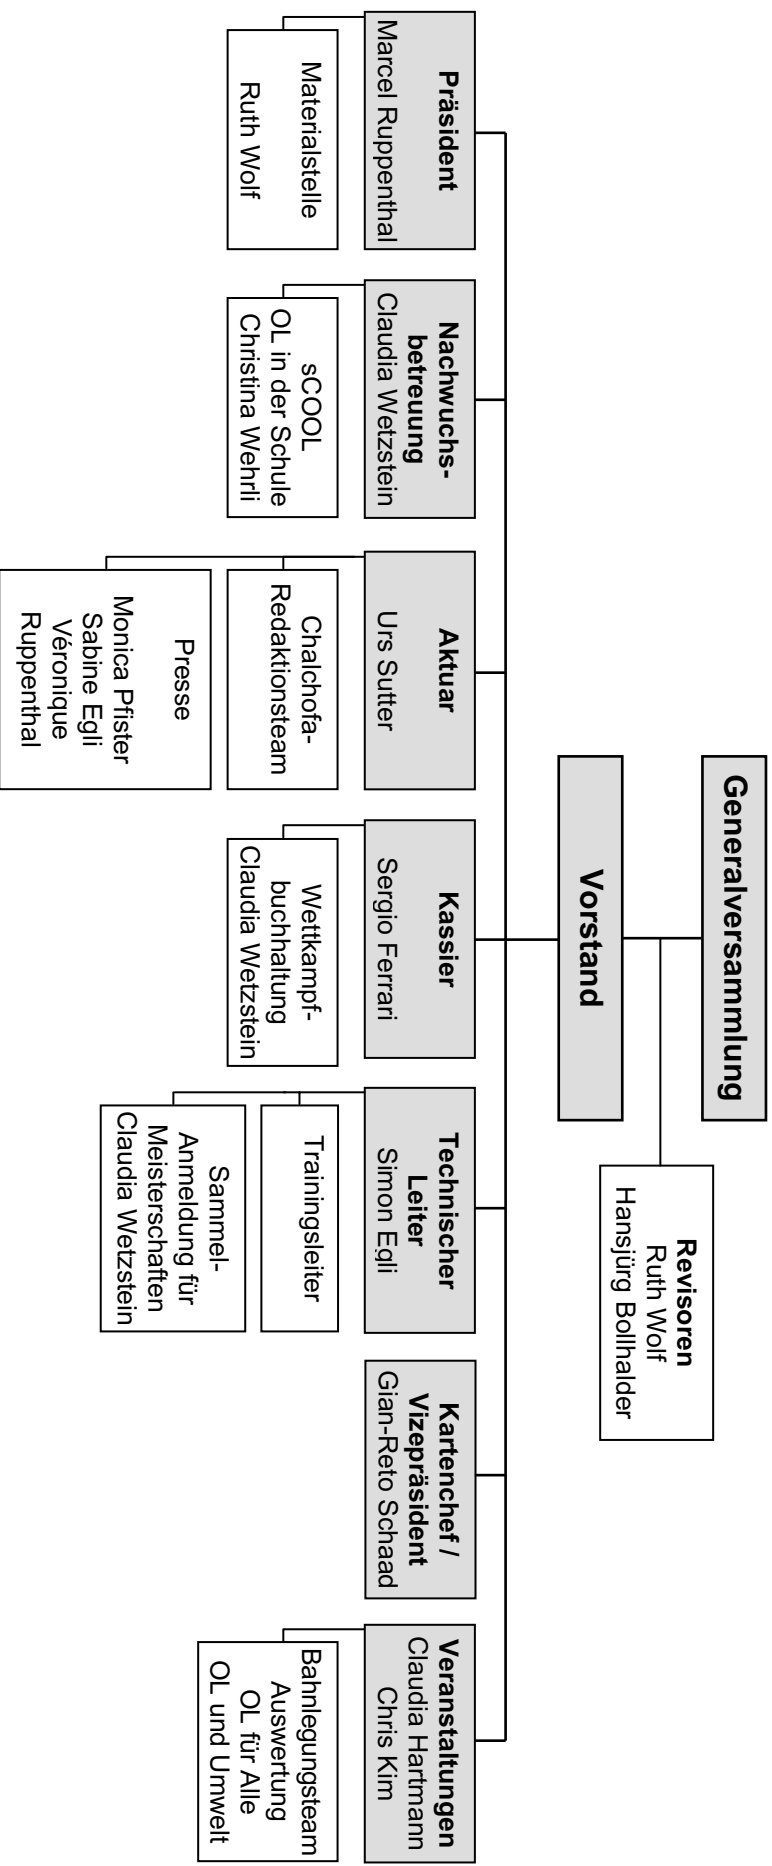 Generalversammlung
Revisoren
Ruth Wolf
Hansjürg Bollhalder
Vorstand
Präsident
Marcel Ruppenthal
Materialstelle
Ruth Wolf
Nachwuchs-
betreuung
Claudia Wetzstein
sCOOL
OL in der Schule
Christina Wehrli
Aktuar
Urs Sutter
Chalchofa-
Redaktionsteam
Presse
Monica Pfister
Sabine Egli
Véronique
Ruppenthal
Kassier
Sergio Ferrari
Wettkampf-
buchhaltung
Claudia Wetzstein
Technischer
Leiter
Simon Egli
Trainingsleiter
Sammel-
Anmeldung für
Meisterschaften
Claudia Wetzstein
Kartenchef /
Vizepräsident
Gian-Reto Schaad
Veranstaltungen
Claudia Hartmann
Chris Kim
Bahnlegungsteam
Auswertung
OL für Alle
OL und Umwelt